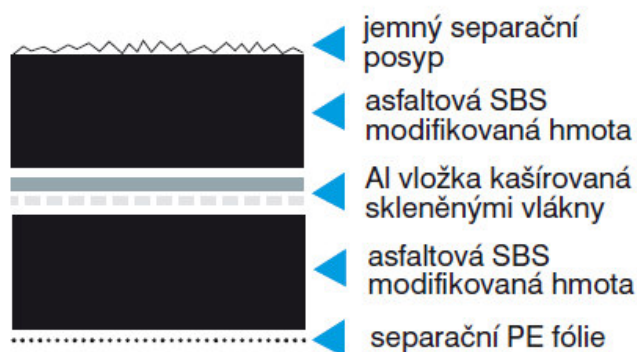 jemný separační
posyp
asfaltová SBS
modifikovaná hmota
Al vložka kašírovaná
skleněnými vlákny
asfaltová SBS
modifikovaná hmota
separační PE fólie